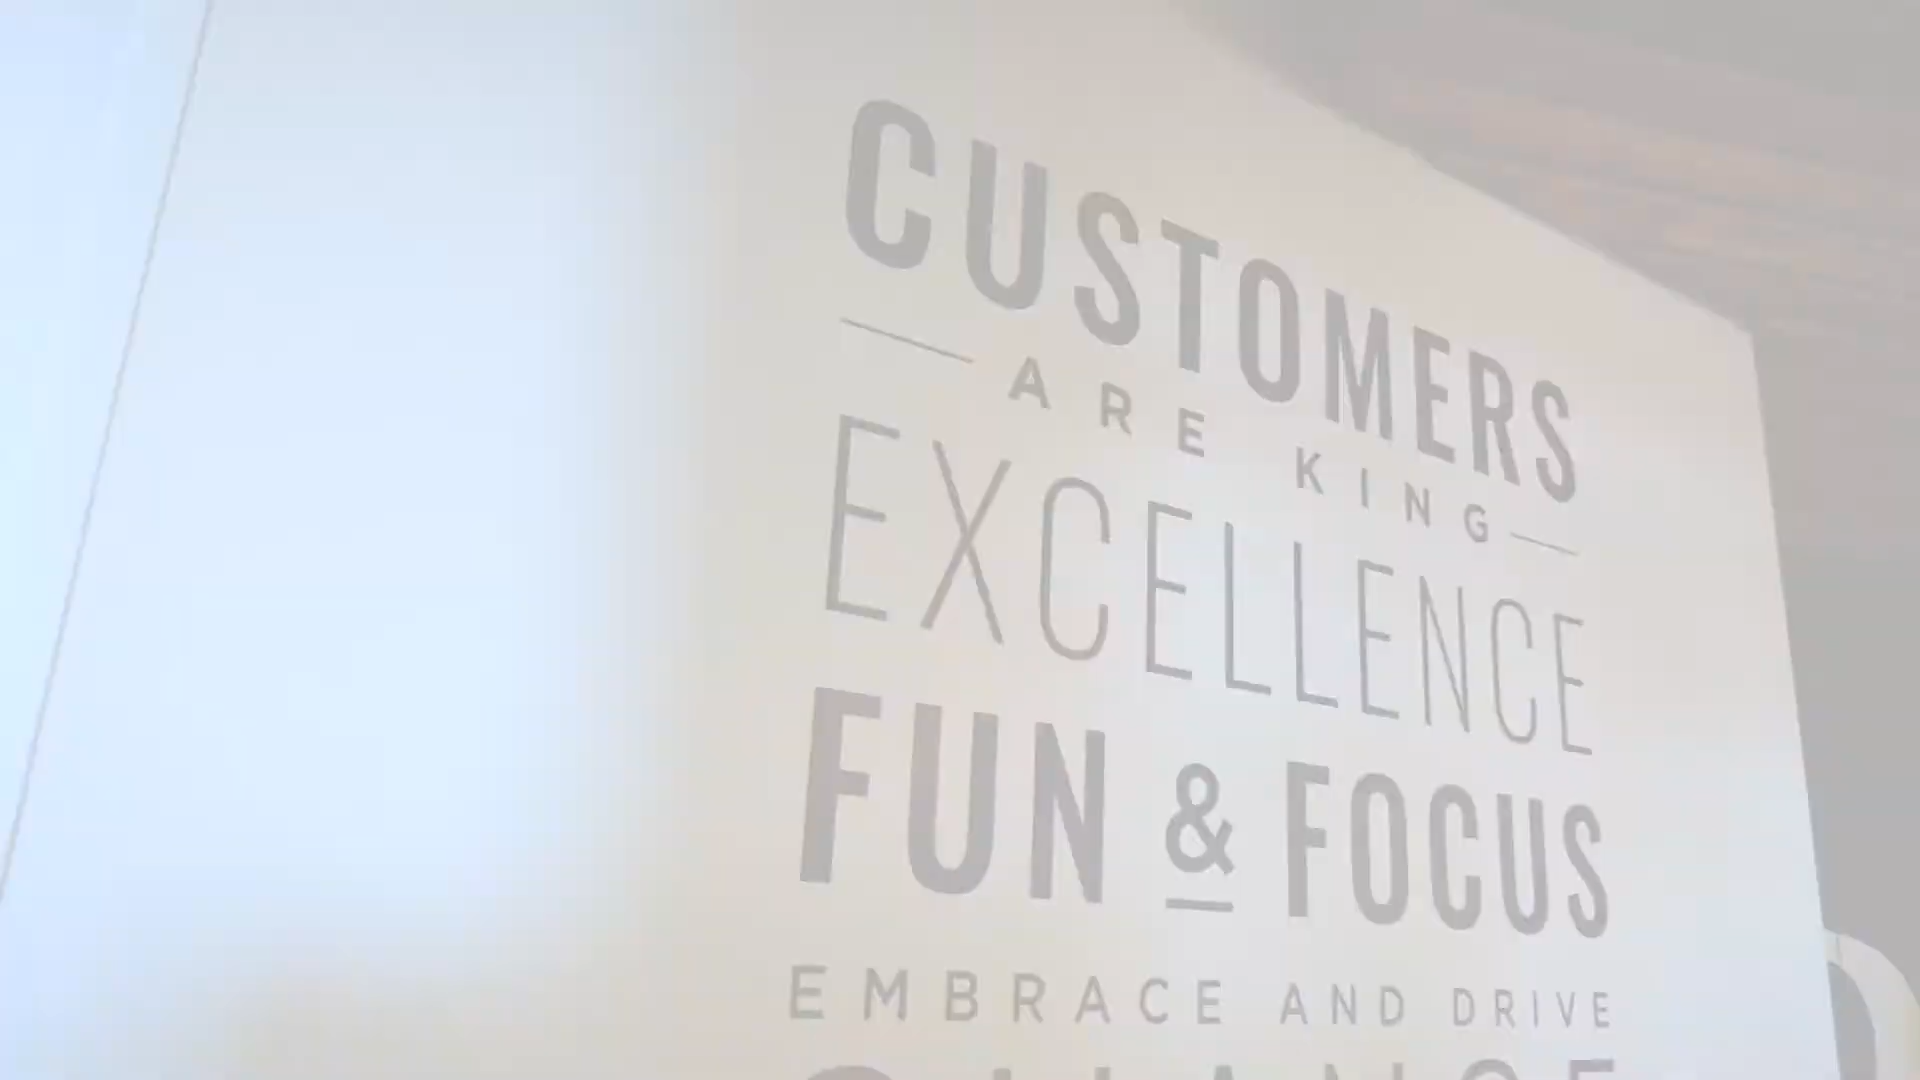 CUSTOMERS
ARE KING
EXCELLENCE
FUN & FOCUS
EMBRACE AND DRIVE